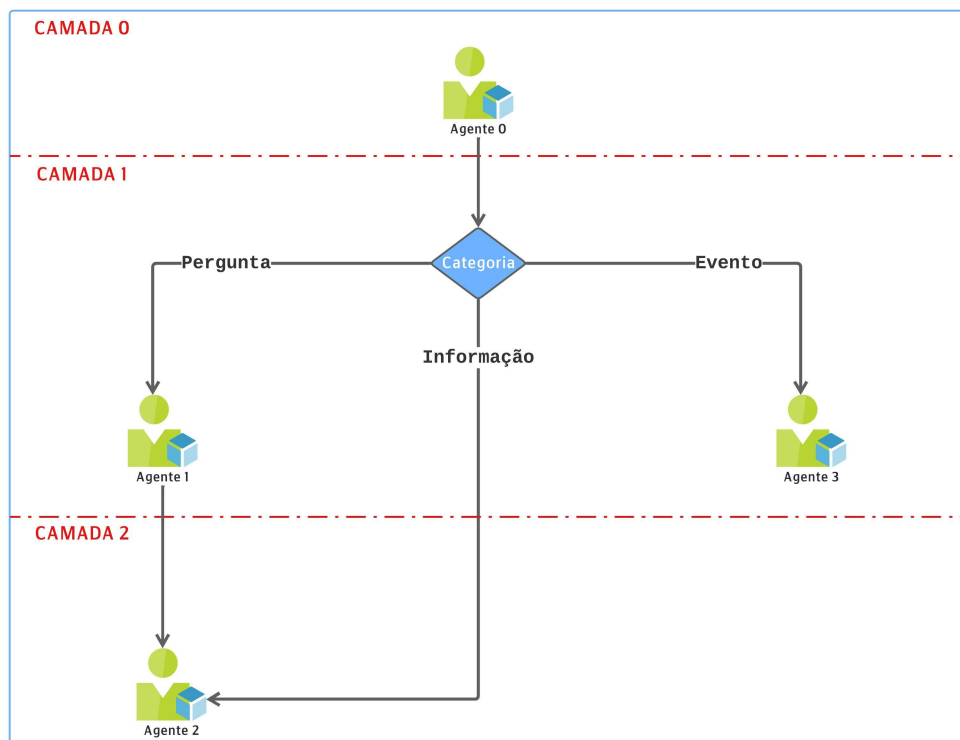 CAMADA 0
Agente 0
CAMADA 1
Categoria
Pergunta
Evento
Informação
Agente 1
Agente 3
CAMADA 2
Agente 2